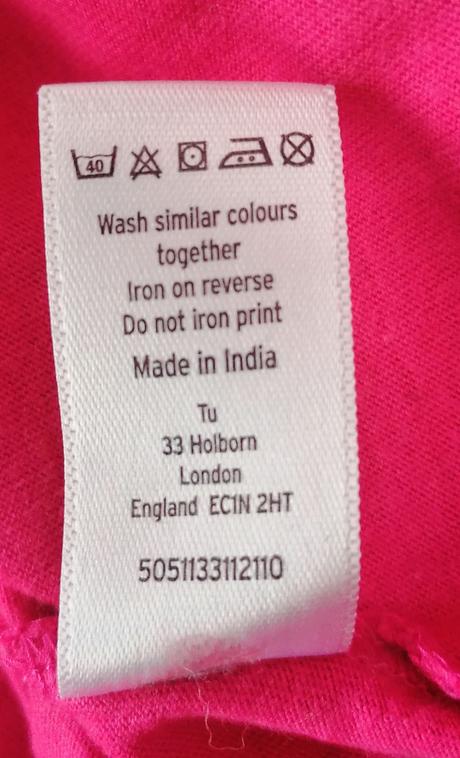 40
Wash similar colours
together
Iron on reverse
Do not iron print
Made in India
Tu
33 Holborn
London
England EC1N 2HT
5051133112110